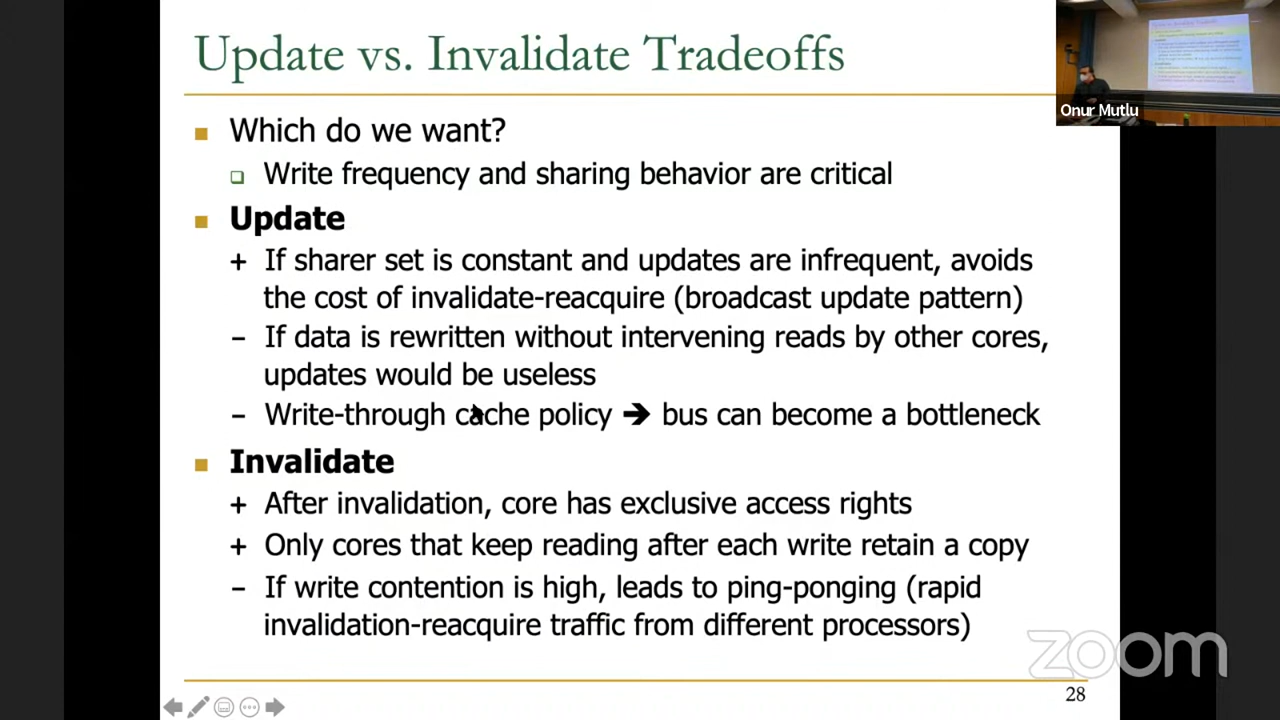 Update vs. Invalidate Tradeoffs
Onur Mutlu
Which do we want?
Write frequency and sharing behavior are critical
Update
+ If sharer set is constant and updates are infrequent, avoids
the cost of invalidate-reacquire (broadcast update pattern)
– If data is rewritten without intervening reads by other cores,
updates would be useless
– Write-through cache policy ➔ bus can become a bottleneck
Invalidate
+ After invalidation, core has exclusive access rights
+ Only cores that keep reading after each write retain a copy
– If write contention is high, leads to ping-ponging (rapid
invalidation-reacquire traffic from different processors)
zoom
28